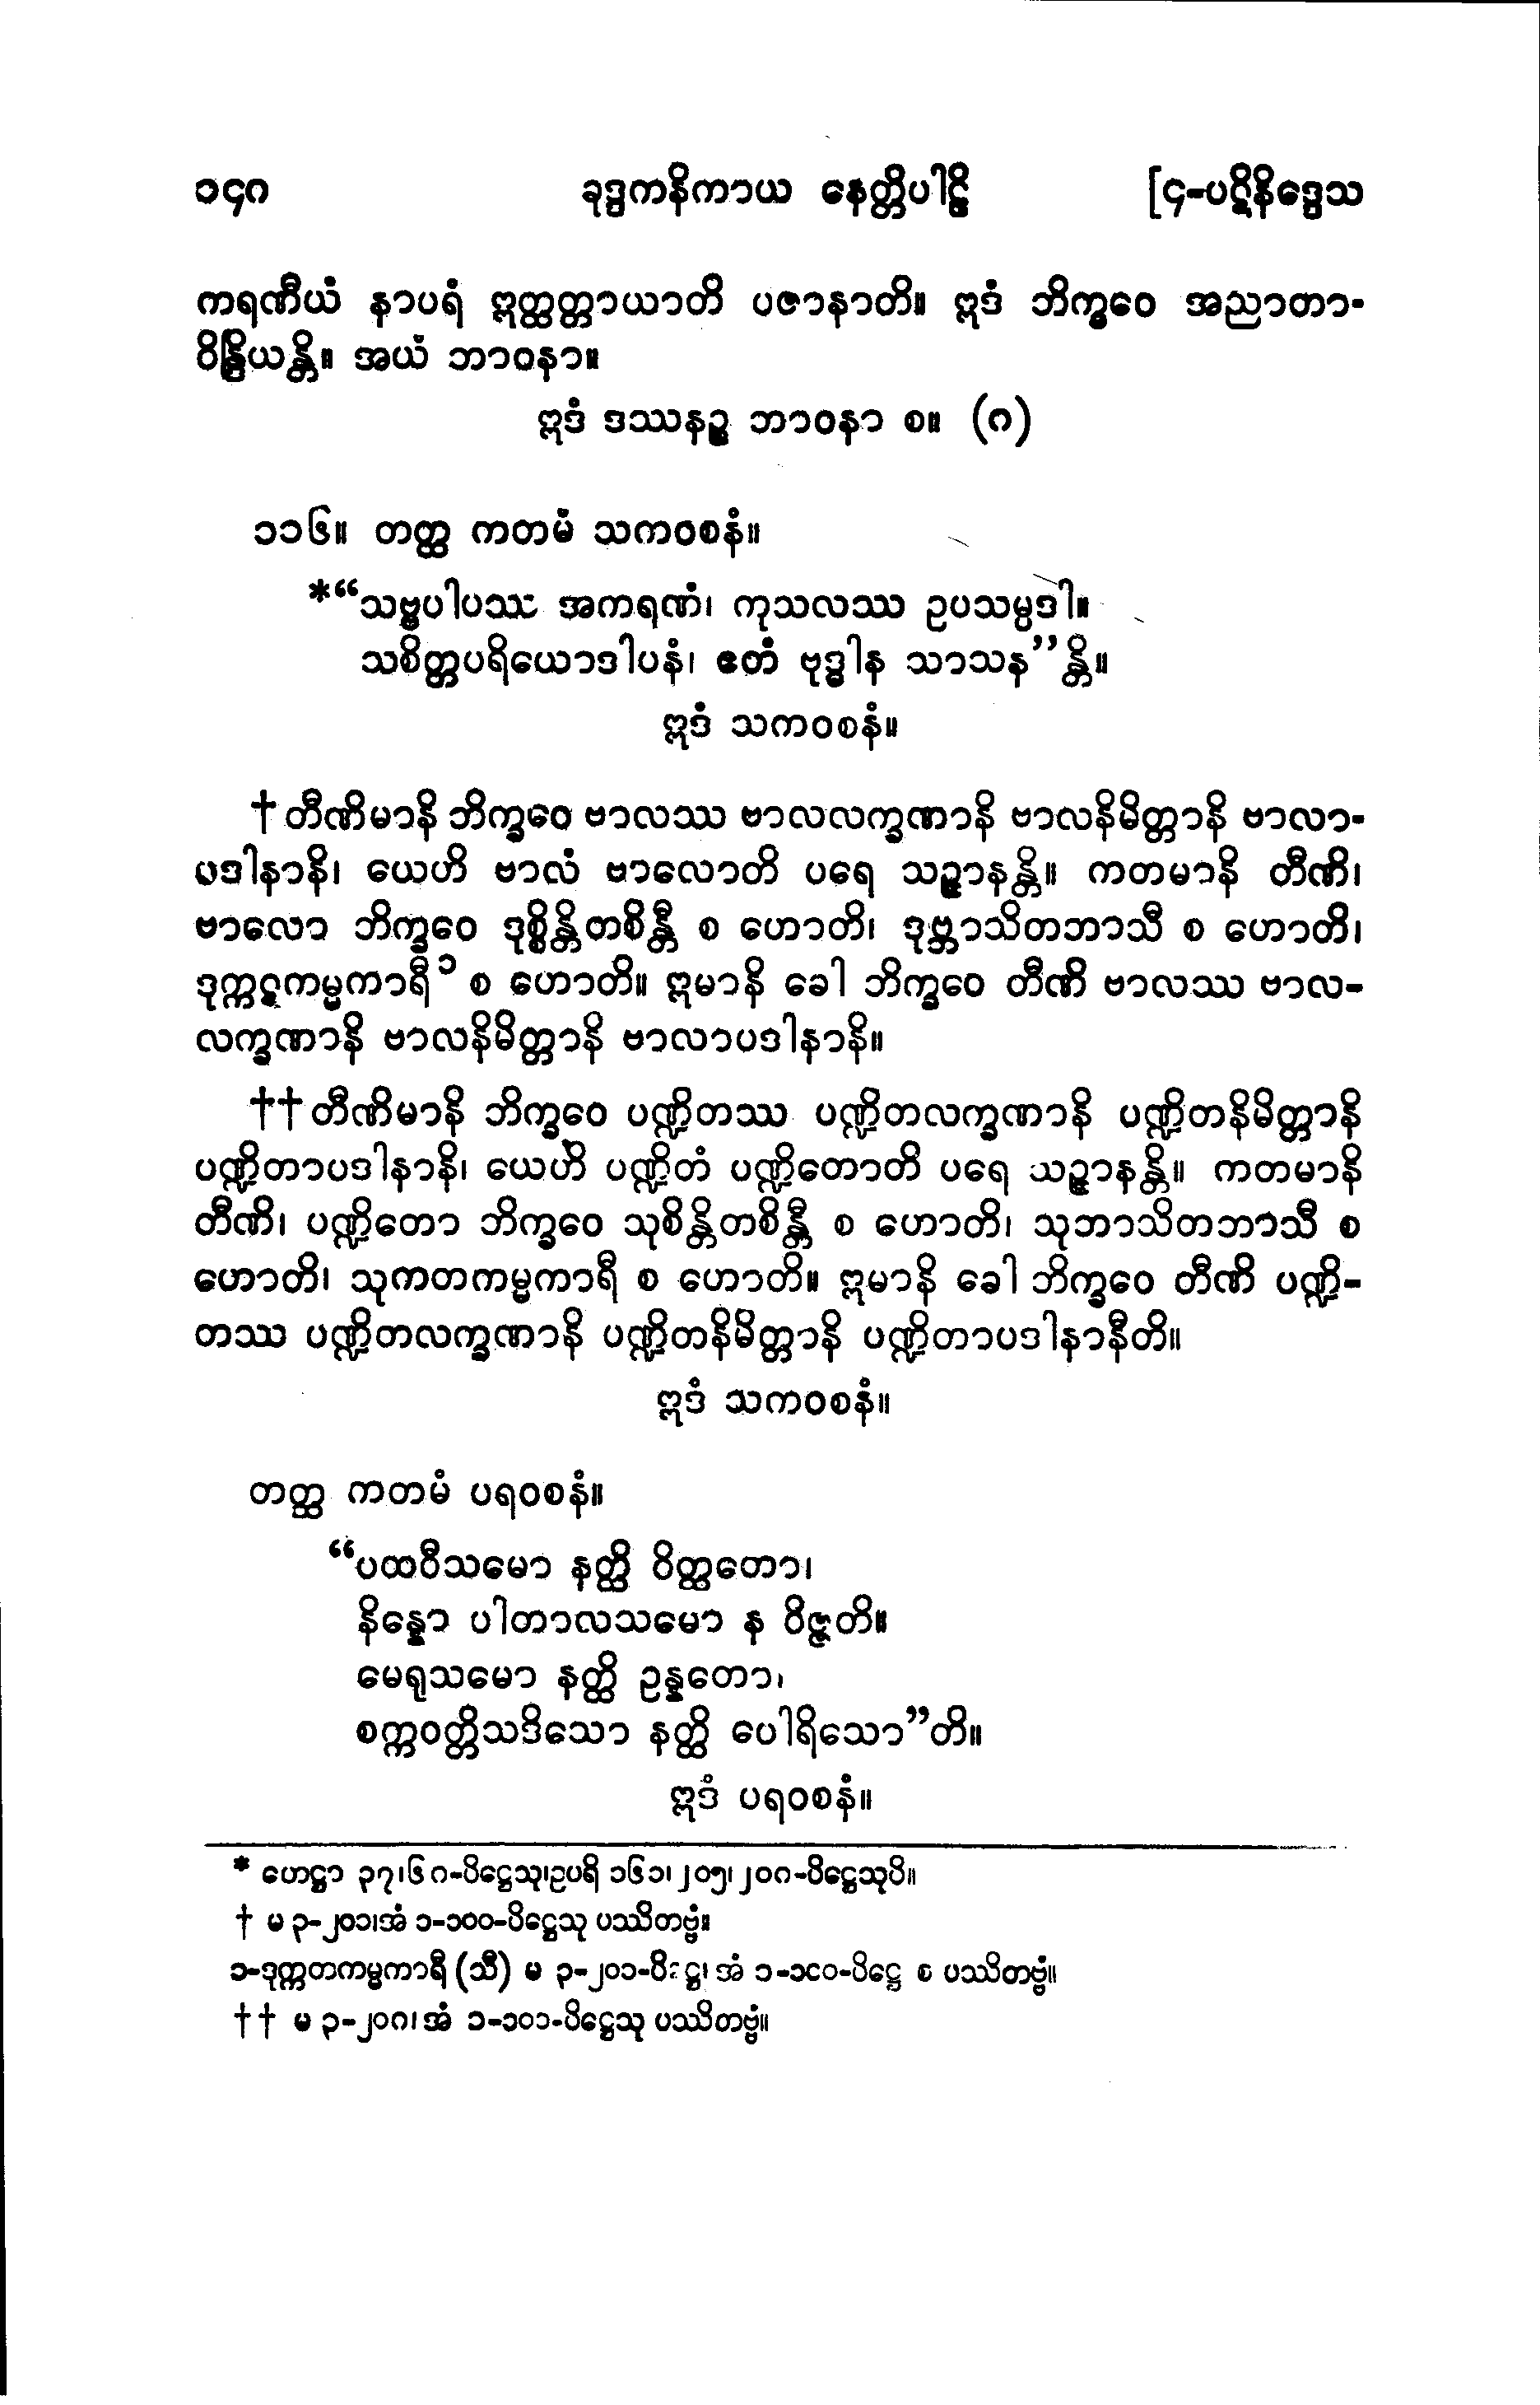 ၁၄၈ ခုဒ္ဒကနိကာယ နေတ္တိပါဠိ [၄-ပဋိနိဒ္ဒေသ
ကရဏီယံ နာပရံ ဣတ္ထတ္တာယာတိ ပဇာနာတိ။ ဣဒံ ဘိက္ခဝေ အညာတာ-
ဝိန္ဒြိယန္တိ။ အယံ ဘာဝနာ။
ဣဒံ ဒဿနဉ္စ ဘာဝနာ စ။ (၈)
၁၁၆။ တတ္ထ ကတမံ သကဝစနံ။
*“သဗ္ဗပါပဿ အကရဏံ၊ ကုသလဿ ဥပသမ္ပဒါ။
သစိတ္တပရိယောဒါပနံ၊ ဧတံ ဗုဒ္ဓါန သာသန”န္တိ။
ဣဒံ သကဝစနံ။
† တီဏိမာနိ ဘိက္ခဝေ ဗာလဿ ဗာလလက္ခဏာနိ ဗာလနိမိတ္တာနိ ဗာလာ-
ပဒါနာနိ၊ ယေဟိ ဗာလံ ဗာလောတိ ပရေ သဉ္ဇာနန္တိ။ ကတမာနိ တီဏိ၊
ဗာလော ဘိက္ခဝေ ဒုစ္စိန္တိတစိန္တီ စ ဟောတိ၊ ဒုဗ္ဘာသိတဘာသီ စ ဟောတိ၊
ဒုက္ကဋကမ္မကာရီ၁ စ ဟောတိ။ ဣမာနိ ခေါ ဘိက္ခဝေ တီဏိ ဗာလဿ ဗာလ-
လက္ခဏာနိ ဗာလနိမိတ္တာနိ ဗာလာပဒါနာနိ။
†† တီဏိမာနိ ဘိက္ခဝေ ပဏ္ဍိတဿ ပဏ္ဍိတလက္ခဏာနိ ပဏ္ဍိတနိမိတ္တာနိ
ပဏ္ဍိတာပဒါနာနိ၊ ယေဟိ ပဏ္ဍိတံ ပဏ္ဍိတောတိ ပရေ သဉ္ဇာနန္တိ။ ကတမာနိ
တီဏိ၊ ပဏ္ဍိတော ဘိက္ခဝေ သုစိန္တိတစိန္တီ စ ဟောတိ၊ သုဘာသိတဘာသီ စ
ဟောတိ၊ သုကတကမ္မကာရီ စ ဟောတိ။ ဣမာနိ ခေါ ဘိက္ခဝေ တီဏိ ပဏ္ဍိ-
တဿ ပဏ္ဍိတလက္ခဏာနိ ပဏ္ဍိတနိမိတ္တာနိ ပဏ္ဍိတာပဒါနာနီတိ။
ဣဒံ သကဝစနံ။
တတ္ထ ကတမံ ပရဝစနံ။
“ပထဝီသမော နတ္ထိ ဝိတ္ထတော၊
နိန္နော ပါတာလသမော န ဝိဇ္ဇတိ။
မေရုသမော နတ္ထိ ဥန္နတော၊
စက္ကဝတ္တိသဒိသော နတ္ထိ ပေါရိသော”တိ။
ဣဒံ ပရဝစနံ။
* ဟေဋ္ဌာ ၃၇၊၆၈-ပိဋ္ဌေသု၊ဥပရိ ၁၆၁၊၂၀၅၊၂၀၈-ပိဋ္ဌေသုပိ။
† မ ၃-၂၀၁၊အံ ၁-၁၀၀-ပိဋ္ဌေသု ပဿိတဗ္ဗံ။
၁-ဒုက္ကတကမ္မကာရီ (သီ) မ ၃-၂၀၁-ပိဋ္ဌေ၊ အံ ၁-၁၀၀-ပိဋ္ဌေ စ ပဿိတဗ္ဗံ။
†† မ ၃-၂၀၈၊အံ ၁-၁၀၁-ပိဋ္ဌေသု ပဿိတဗ္ဗံ။